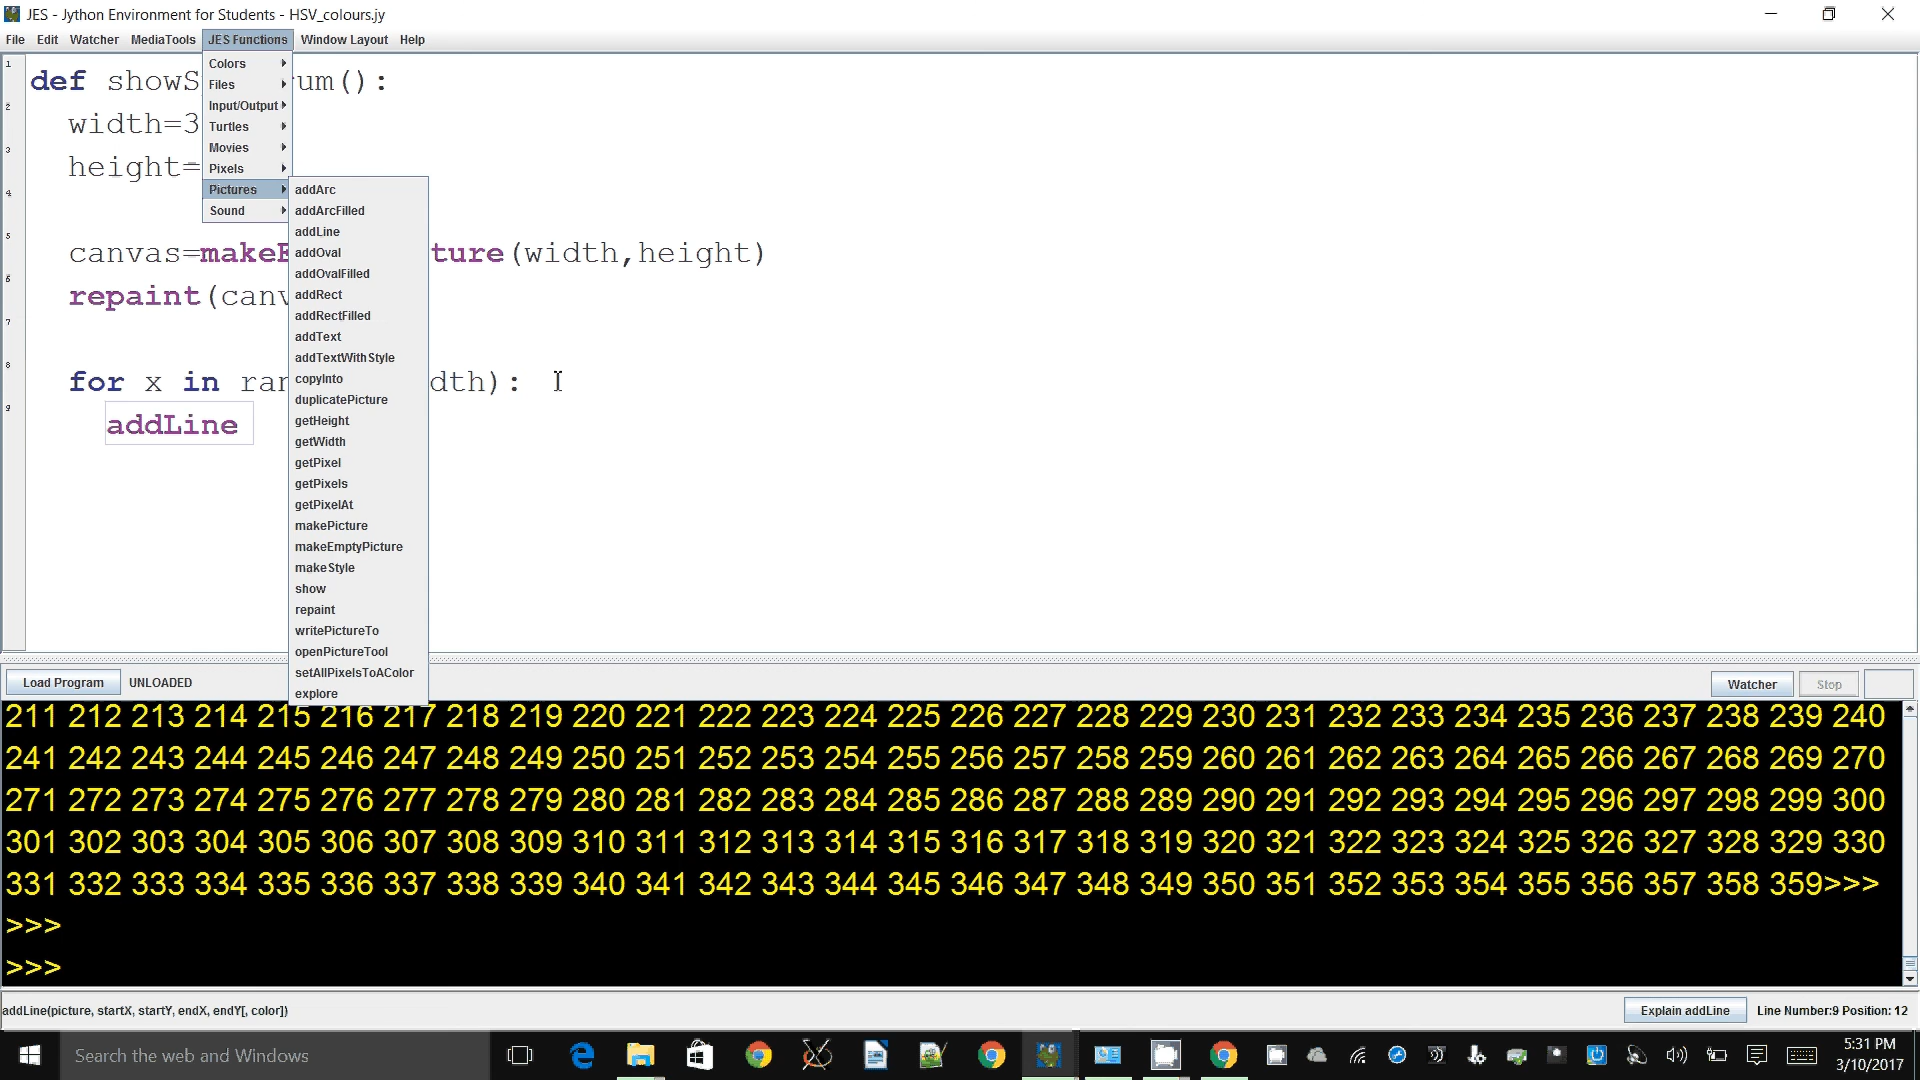 JES - Jython Environment for Students - HSV_colours.jy
File Edit Watcher MediaTools JES Functions Window Layout Help
Colors
Files
Input/Output
Turtles
Movies
Pixels
Pictures
Sound
addArc
addArcFilled
addLine
addOval
addOvalFilled
addRect
addRectFilled
addText
addTextWithStyle
copyInto
duplicatePicture
getHeight
getWidth
getPixel
getPixels
getPixelAt
makePicture
makeEmptyPicture
makeStyle
show
repaint
writePictureTo
openPictureTool
setAllPixelsToAColor
explore
1 def showS um():
2 width=3
3 height=
4
5 canvas=makeE ture(width,height)
6 repaint(canv
7
8 for x in ran dth):
9 addLine
Load Program UNLOADED Watcher Stop
211 212 213 214 215 216 217 218 219 220 221 222 223 224 225 226 227 228 229 230 231 232 233 234 235 236 237 238 239 240
241 242 243 244 245 246 247 248 249 250 251 252 253 254 255 256 257 258 259 260 261 262 263 264 265 266 267 268 269 270
271 272 273 274 275 276 277 278 279 280 281 282 283 284 285 286 287 288 289 290 291 292 293 294 295 296 297 298 299 300
301 302 303 304 305 306 307 308 309 310 311 312 313 314 315 316 317 318 319 320 321 322 323 324 325 326 327 328 329 330
331 332 333 334 335 336 337 338 339 340 341 342 343 344 345 346 347 348 349 350 351 352 353 354 355 356 357 358 359>>>
>>>
>>>
addLine(picture, startX, startY, endX, endY[, color]) Explain addLine Line Number:9 Position: 12
Search the web and Windows
5:31 PM
3/10/2017